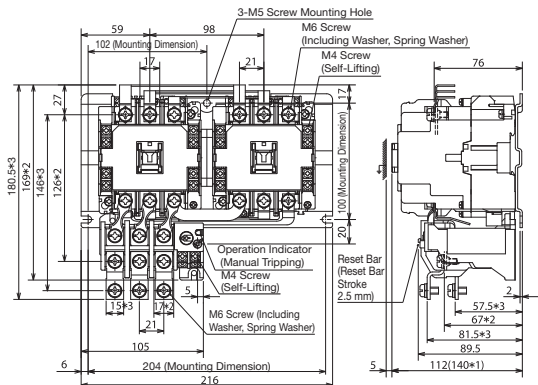 59
98
3-M5 Screw Mounting Hole
102 (Mounting Dimension)
M6 Screw
(Including Washer, Spring Washer)
17
21
M4 Screw
(Self-Lifting)
76
27
17
180.5*3
169*2
146*3
126*2
100 (Mounting Dimension)
20
Operation Indicator
(Manual Tripping)
Reset Bar
(Reset Bar
Stroke
2.5 mm)
M4 Screw
(Self-Lifting)
5
2
15*3
17*2
M6 Screw (Including
Washer, Spring Washer)
57.5*3
21
67*2
81.5*3
105
89.5
6
204 (Mounting Dimension)
5
112(140*1)
216